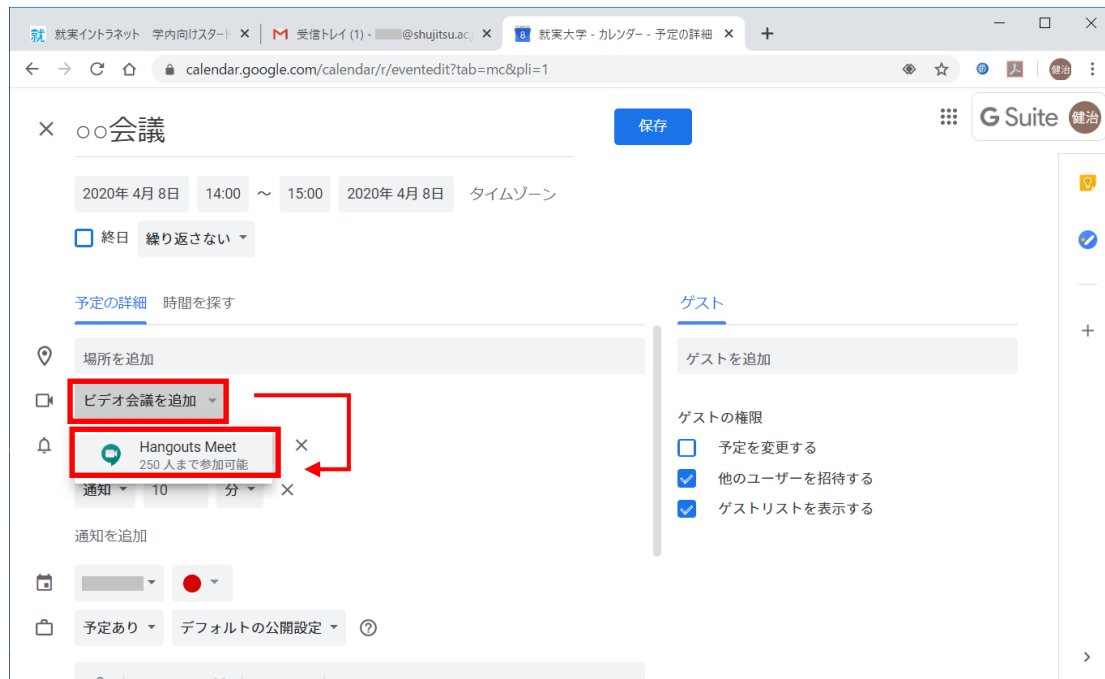 就 就実イントラネット 学内向けスタート
受信トレイ (1) - @shujitsu.ac.j
8 就実大学 - カレンダー - 予定の詳細
calendar.google.com/calendar/r/eventedit?tab=mc&pli=1
健治
○○会議
保存
G Suite 健治
2020年 4月 8日 14:00 ～ 15:00 2020年 4月 8日 タイムゾーン
終日 繰り返さない
予定の詳細 時間を探す
ゲスト
場所を追加
ゲストを追加
ビデオ会議を追加
ゲストの権限
Hangouts Meet
250 人まで参加可能
予定を変更する
他のユーザーを招待する
通知 10 分
ゲストリストを表示する
通知を追加
予定あり デフォルトの公開設定